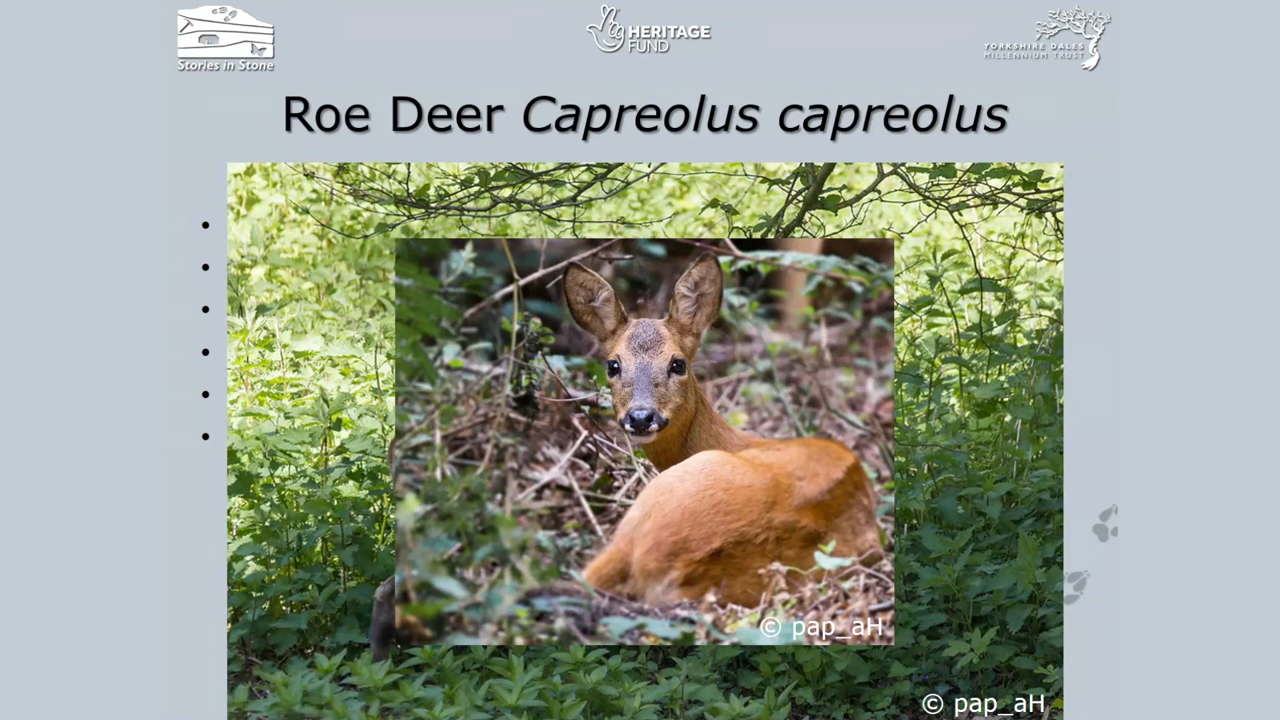 Stories in Stone
HERITAGE
FUND
YORKSHIRE DALES
MILLENNIUM TRUST
Roe Deer Capreolus capreolus
© pap_aH
© pap_aH